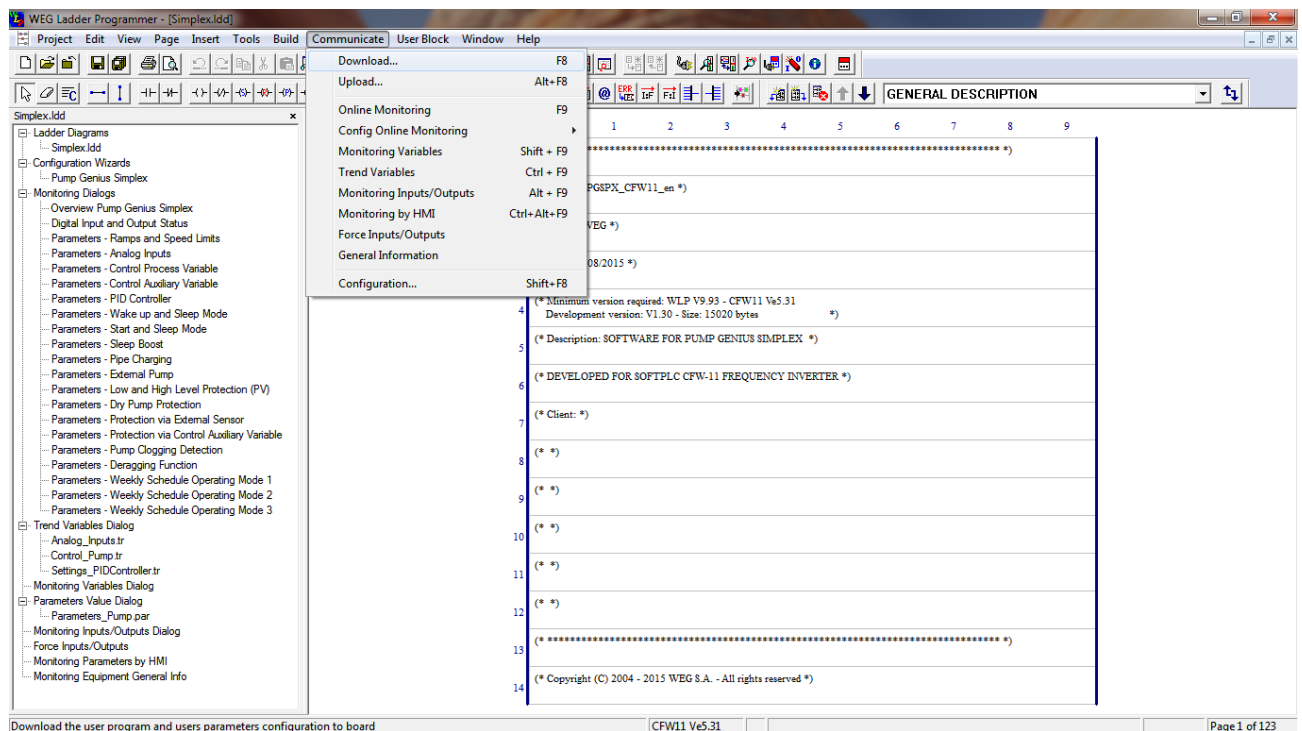 WEG Ladder Programmer - [Simplex.ldd]
Project Edit View Page Insert Tools Build Communicate User Block Window Help
Download... F8
Upload... Alt+F8
Online Monitoring F9
Config Online Monitoring
Monitoring Variables Shift + F9
Trend Variables Ctrl + F9
Monitoring Inputs/Outputs Alt + F9
Monitoring by HMI Ctrl+Alt+F9
Force Inputs/Outputs
General Information
Configuration... Shift+F8
GENERAL DESCRIPTION
Simplex.ldd
Ladder Diagrams
Simplex.ldd
Configuration Wizards
Pump Genius Simplex
Monitoring Dialogs
Overview Pump Genius Simplex
Digital Input and Output Status
Parameters - Ramps and Speed Limits
Parameters - Analog Inputs
Parameters - Control Process Variable
Parameters - Control Auxiliary Variable
Parameters - PID Controller
Parameters - Wake up and Sleep Mode
Parameters - Start and Sleep Mode
Parameters - Sleep Boost
Parameters - Pipe Charging
Parameters - External Pump
Parameters - Low and High Level Protection (PV)
Parameters - Dry Pump Protection
Parameters - Protection via External Sensor
Parameters - Protection via Control Auxiliary Variable
Parameters - Pump Clogging Detection
Parameters - Deragging Function
Parameters - Weekly Schedule Operating Mode 1
Parameters - Weekly Schedule Operating Mode 2
Parameters - Weekly Schedule Operating Mode 3
Trend Variables Dialog
Analog_Inputs.tr
Control_Pump.tr
Settings_PIDController.tr
Monitoring Variables Dialog
Parameters Value Dialog
Parameters_Pump.par
Monitoring Inputs/Outputs Dialog
Force Inputs/Outputs
Monitoring Parameters by HMI
Monitoring Equipment General Info
1 2 3 4 5 6 7 8 9
*)
PGSPX_CFW11_en *)
WEG *)
08/2015 *)
4 (* Minimum version required: WLP V9.93 - CFW11 Ve5.31
Development version: V1.30 - Size: 15020 bytes *)
5 (* Description: SOFTWARE FOR PUMP GENIUS SIMPLEX *)
6 (* DEVELOPED FOR SOFTPLC CFW-11 FREQUENCY INVERTER *)
7 (* Client: *)
8 (* *)
9 (* *)
10 (* *)
11 (* *)
12 (* *)
13 (* ******************************************************************************** *)
14 (* Copyright (C) 2004 - 2015 WEG S.A. - All rights reserved *)
Download the user program and users parameters configuration to board
CFW11 Ve5.31
Page 1 of 123